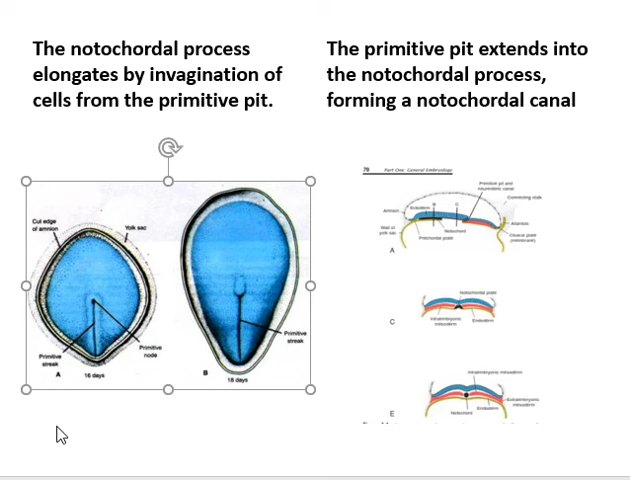 The notochordal process
elongates by invagination of
cells from the primitive pit.
The primitive pit extends into
the notochordal process,
forming a notochordal canal
Cut edge
of amnion
Yolk sac
Primitive
streak
Primitive
node
A
16 days
Primitive
streak
B
18 days
79 Part One: General Embryology
Primitive pit and
neurenteric canal
Connecting stalk
Amnion
Ectoderm
B
C
Wall of
yolk sac
Notochord
Prechordal plate
Allantois
Cloacal plate
(membrane)
A
Notochordal plate
C
Intraembryonic
mesoderm
Endoderm
Intraembryonic mesoderm
Extraembryonic
mesoderm
Endoderm
E
Notochord